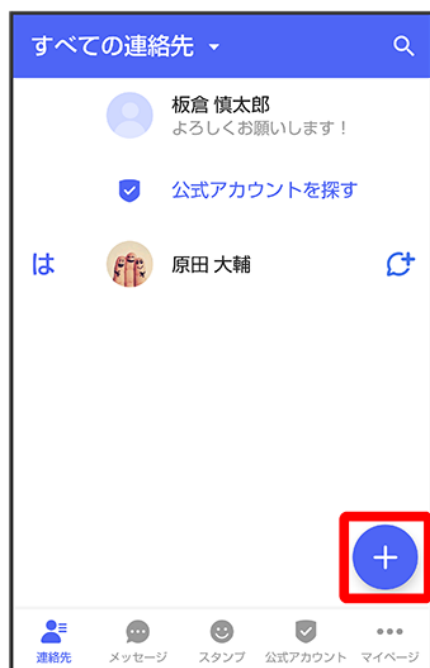 すべての連絡先
板倉 慎太郎
よろしくお願いします！
公式アカウントを探す
は
原田 大輔
連絡先
メッセージ
スタンプ
公式アカウント
マイページ